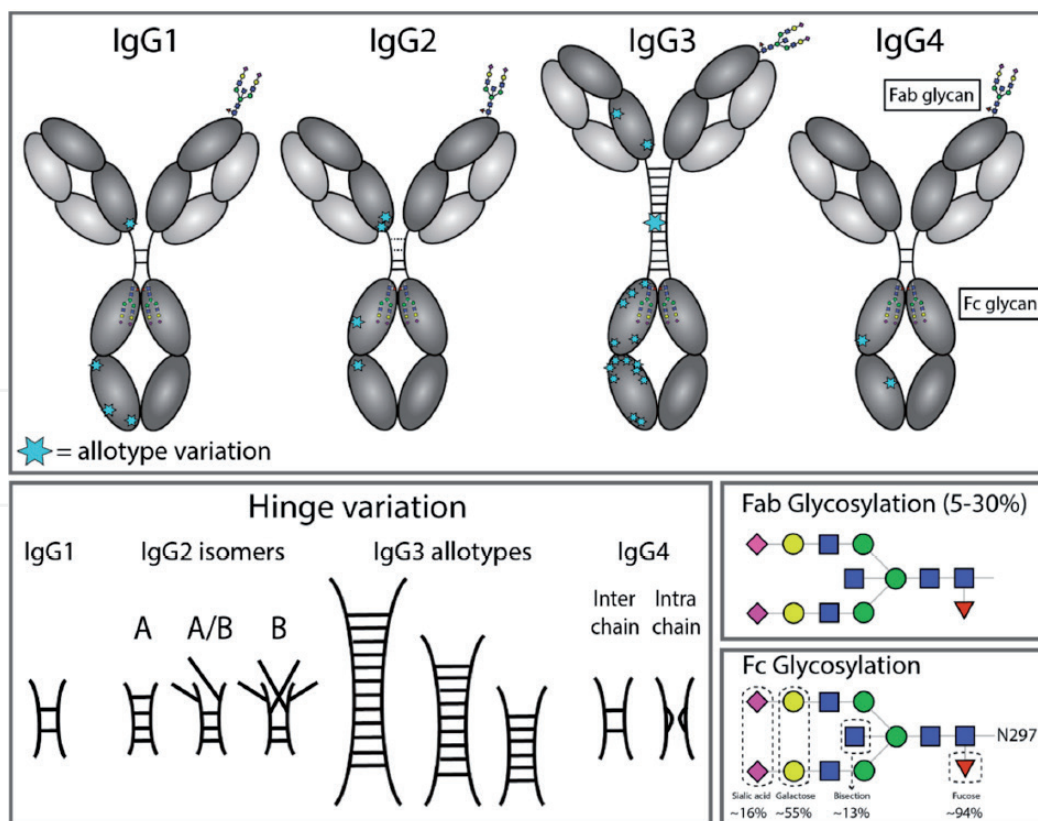 IgG1 IgG2 IgG3 IgG4
Fab glycan
Fc glycan
= allotype variation
Hinge variation
IgG1 IgG2 isomers IgG3 allotypes IgG4
A A/B B
Inter chain
Intra chain
Fab Glycosylation (5-30%)
Fc Glycosylation
N297
Sialic acid Galactose Bisection Fucose
~16% ~55% ~13% ~94%